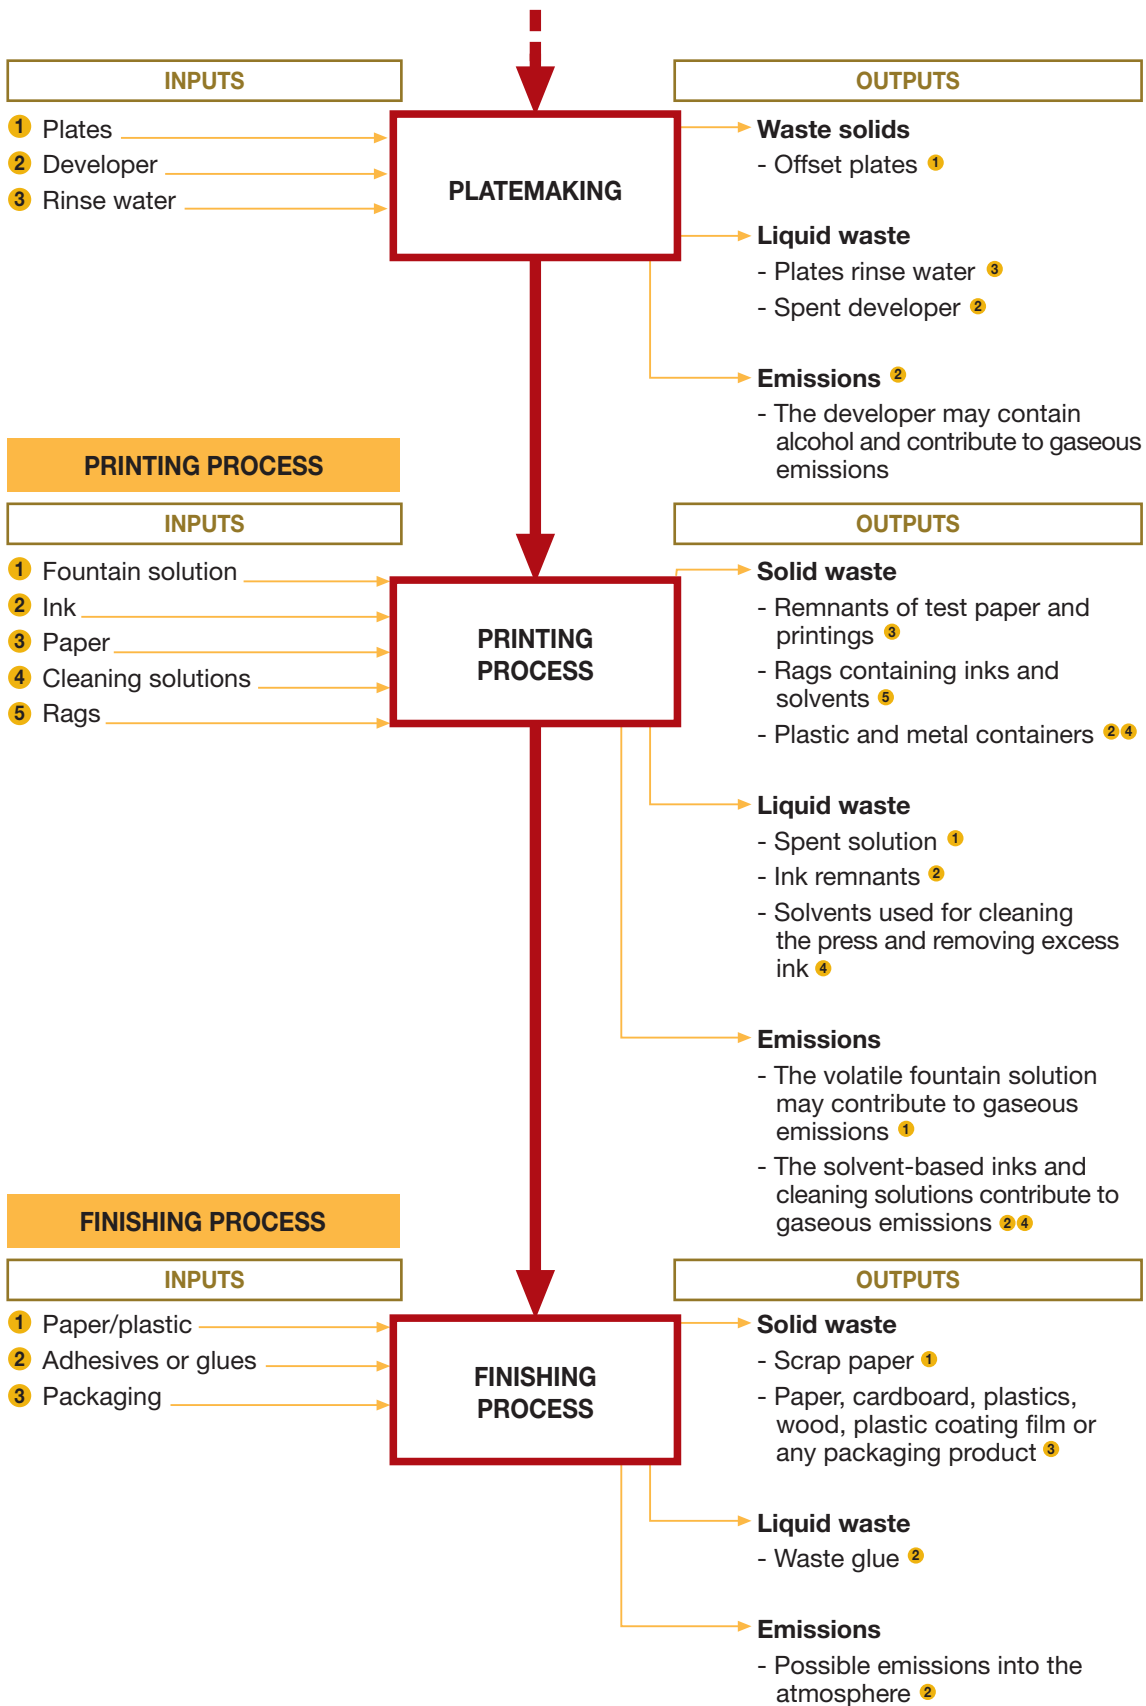 INPUTS
1 Plates
2 Developer
3 Rinse water
PLATEMAKING
OUTPUTS
Waste solids
- Offset plates 1
Liquid waste
- Plates rinse water 3
- Spent developer 2
Emissions 2
- The developer may contain
alcohol and contribute to gaseous
emissions
PRINTING PROCESS
INPUTS
1 Fountain solution
2 Ink
3 Paper
4 Cleaning solutions
5 Rags
PRINTING
PROCESS
OUTPUTS
Solid waste
- Remnants of test paper and
printings 3
- Rags containing inks and
solvents 5
- Plastic and metal containers 2 4
Liquid waste
- Spent solution 1
- Ink remnants 2
- Solvents used for cleaning
the press and removing excess
ink 4
Emissions
- The volatile fountain solution
may contribute to gaseous
emissions 1
- The solvent-based inks and
cleaning solutions contribute to
gaseous emissions 2 4
FINISHING PROCESS
INPUTS
1 Paper/plastic
2 Adhesives or glues
3 Packaging
FINISHING
PROCESS
OUTPUTS
Solid waste
- Scrap paper 1
- Paper, cardboard, plastics,
wood, plastic coating film or
any packaging product 3
Liquid waste
- Waste glue 2
Emissions
- Possible emissions into the
atmosphere 2